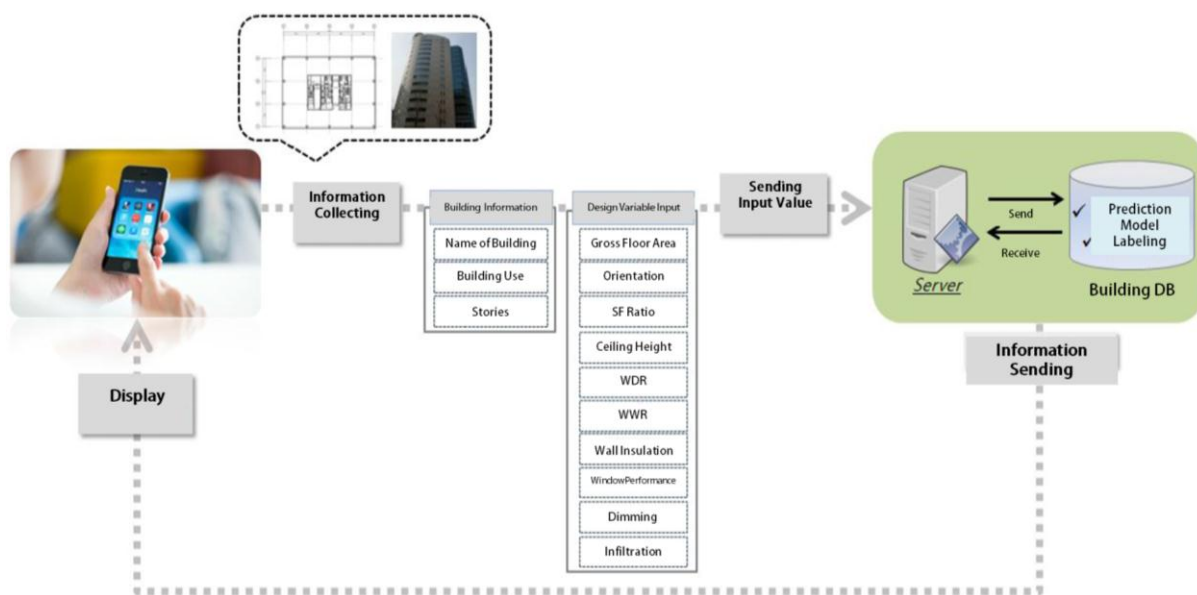 Information
Collecting
Building Information
Name of Building
Building Use
Stories
Design Variable Input
Gross Floor Area
Orientation
SF Ratio
Ceiling Height
WDR
WWR
Wall Insulation
WindowPerformance
Dimming
Infiltration
Sending
Input Value
Server
Send
Receive
Prediction
Model
Labeling
Building DB
Information
Sending
Display